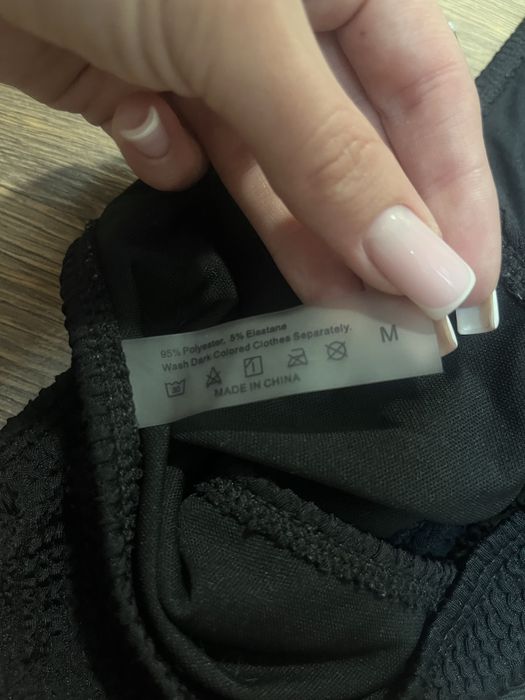 95% Polyester, 5% Elastane
Wash Dark Colored Clothes Separately.
M
MADE IN CHINA